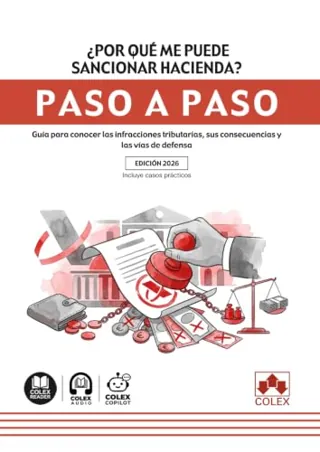 ¿POR QUÉ ME PUEDE
SANCIONAR HACIENDA?
PASO A PASO
Guía para conocer las infracciones tributarias, sus consecuencias y
las vías de defensa
EDICIÓN 2026
Incluye casos prácticos
COLEX
READER
COLEX
AUDIO
COLEX
COPILOT
COLEX